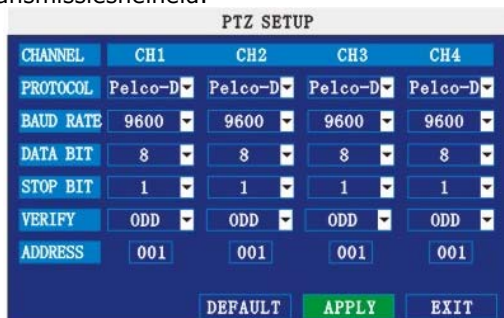 PTZ SETUP
CHANNEL CH1 CH2 CH3 CH4
PROTOCOL Pelco-D Pelco-D Pelco-D Pelco-D
BAUD RATE 9600 9600 9600 9600
DATA BIT 8 8 8 8
STOP BIT 1 1 1 1
VERIFY ODD ODD ODD ODD
ADDRESS 001 001 001 001
DEFAULT APPLY EXIT